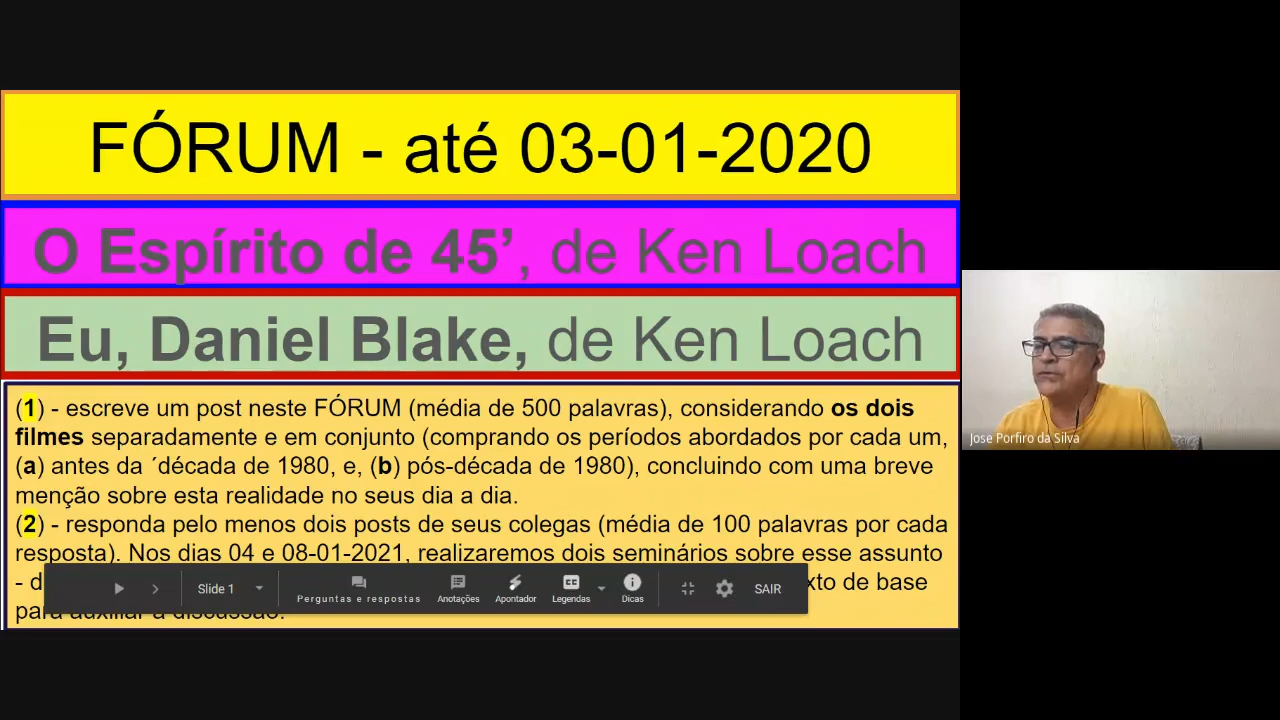 FÓRUM - até 03-01-2020
O Espírito de 45’, de Ken Loach
Eu, Daniel Blake, de Ken Loach
(1) - escreve um post neste FÓRUM (média de 500 palavras), considerando os dois
filmes separadamente e em conjunto (comprando os períodos abordados por cada um,
(a) antes da ´década de 1980, e, (b) pós-década de 1980), concluindo com uma breve
menção sobre esta realidade no seus dia a dia.
(2) - responda pelo menos dois posts de seus colegas (média de 100 palavras por cada
resposta). Nos dias 04 e 08-01-2021, realizaremos dois seminários sobre esse assunto
- d xto de base
para auxiliar a discussão.
Slide 1
Perguntas e respostas
Anotações
Apontador
Legendas
Dicas
SAIR
Jose Porfiro da Silva